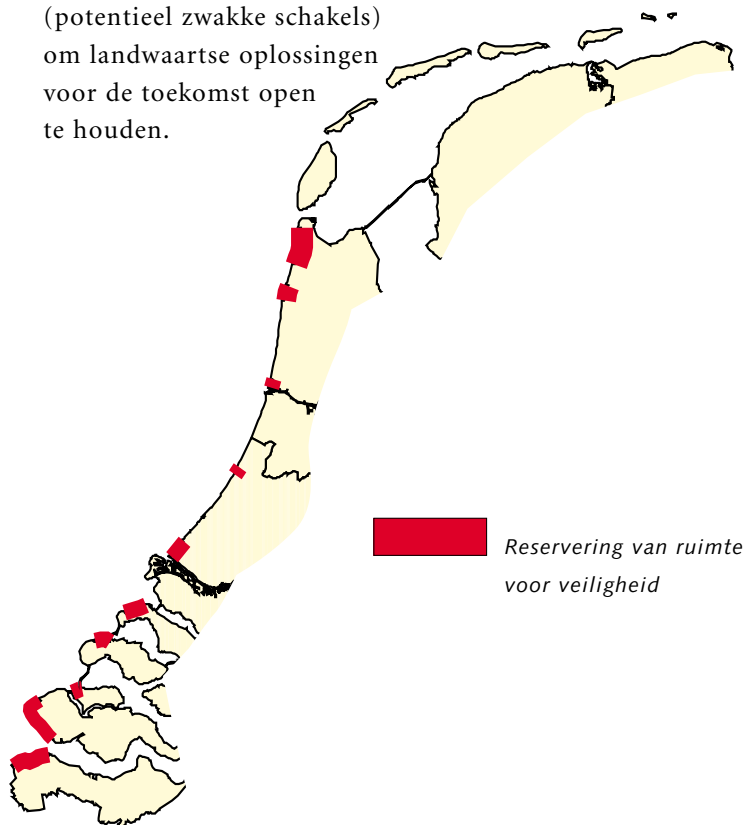 (potentieel zwakke schakels)
om landwaartse oplossingen
voor de toekomst open
te houden.
Reservering van ruimte
voor veiligheid